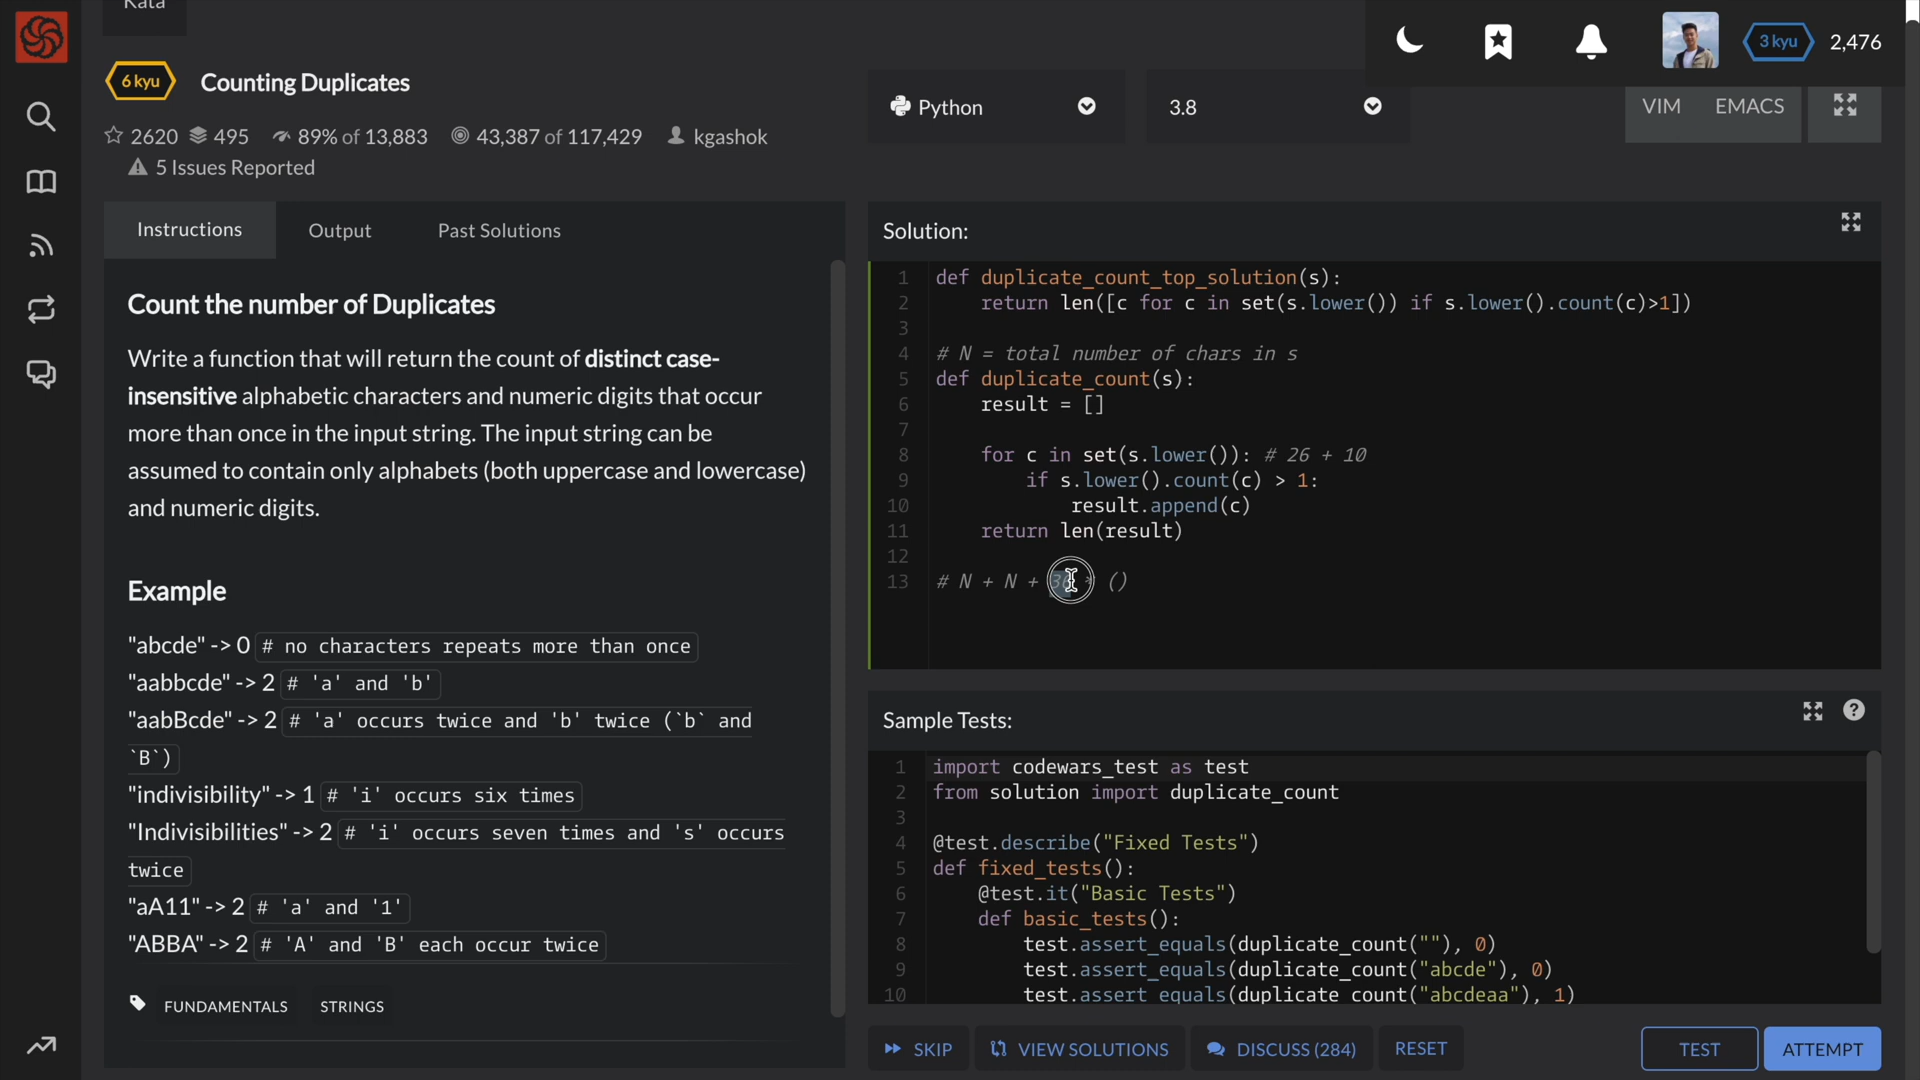 Kata
3 kyu
2,476
6 kyu
Counting Duplicates
2620
495
89% of 13,883
43,387 of 117,429
kgashok
5 Issues Reported
Python
3.8
VIM
EMACS
Instructions
Output
Past Solutions
Count the number of Duplicates
Write a function that will return the count of distinct case-
insensitive alphabetic characters and numeric digits that occur
more than once in the input string. The input string can be
assumed to contain only alphabets (both uppercase and lowercase)
and numeric digits.
Example
"abcde" -> 0 # no characters repeats more than once
"aabbcde" -> 2 # 'a' and 'b'
"aabBcde" -> 2 # 'a' occurs twice and 'b' twice (`b` and
`B`)
"indivisibility" -> 1 # 'i' occurs six times
"Indivisibilities" -> 2 # 'i' occurs seven times and 's' occurs
twice
"aA11" -> 2 # 'a' and '1'
"ABBA" -> 2 # 'A' and 'B' each occur twice
FUNDAMENTALS
STRINGS
Solution:
1 def duplicate_count_top_solution(s):
2 return len([c for c in set(s.lower()) if s.lower().count(c)>1])
3
4 # N = total number of chars in s
5 def duplicate_count(s):
6 result = []
7
8 for c in set(s.lower()): # 26 + 10
9 if s.lower().count(c) > 1:
10 result.append(c)
11 return len(result)
12
13 # N + N + 36 * ()
Sample Tests:
1 import codewars_test as test
2 from solution import duplicate_count
3
4 @test.describe("Fixed Tests")
5 def fixed_tests():
6 @test.it("Basic Tests")
7 def basic_tests():
8 test.assert_equals(duplicate_count(""), 0)
9 test.assert_equals(duplicate_count("abcde"), 0)
10 test.assert_equals(duplicate_count("abcdeaa"), 1)
SKIP
VIEW SOLUTIONS
DISCUSS (284)
RESET
TEST
ATTEMPT